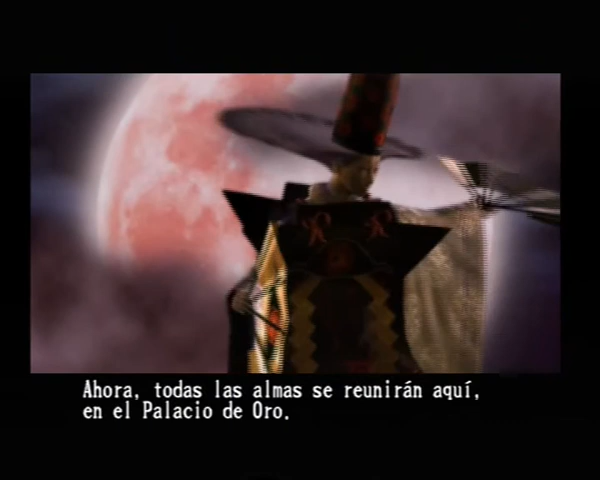 Ahora, todas las almas se reunirán aquí,
en el Palacio de Oro.